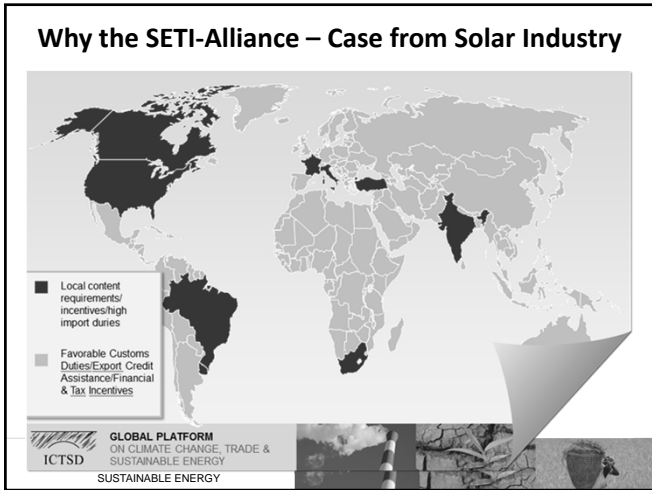 Why the SETI-Alliance – Case from Solar Industry
Local content
requirements/
incentives/high
import duries
Favorable Customs
Duties/Export Credit
Assistance/Financial
& Tax Incentives
ICTSD
GLOBAL PLATFORM
ON CLIMATE CHANGE, TRADE &
SUSTAINABLE ENERGY
SUSTAINABLE ENERGY